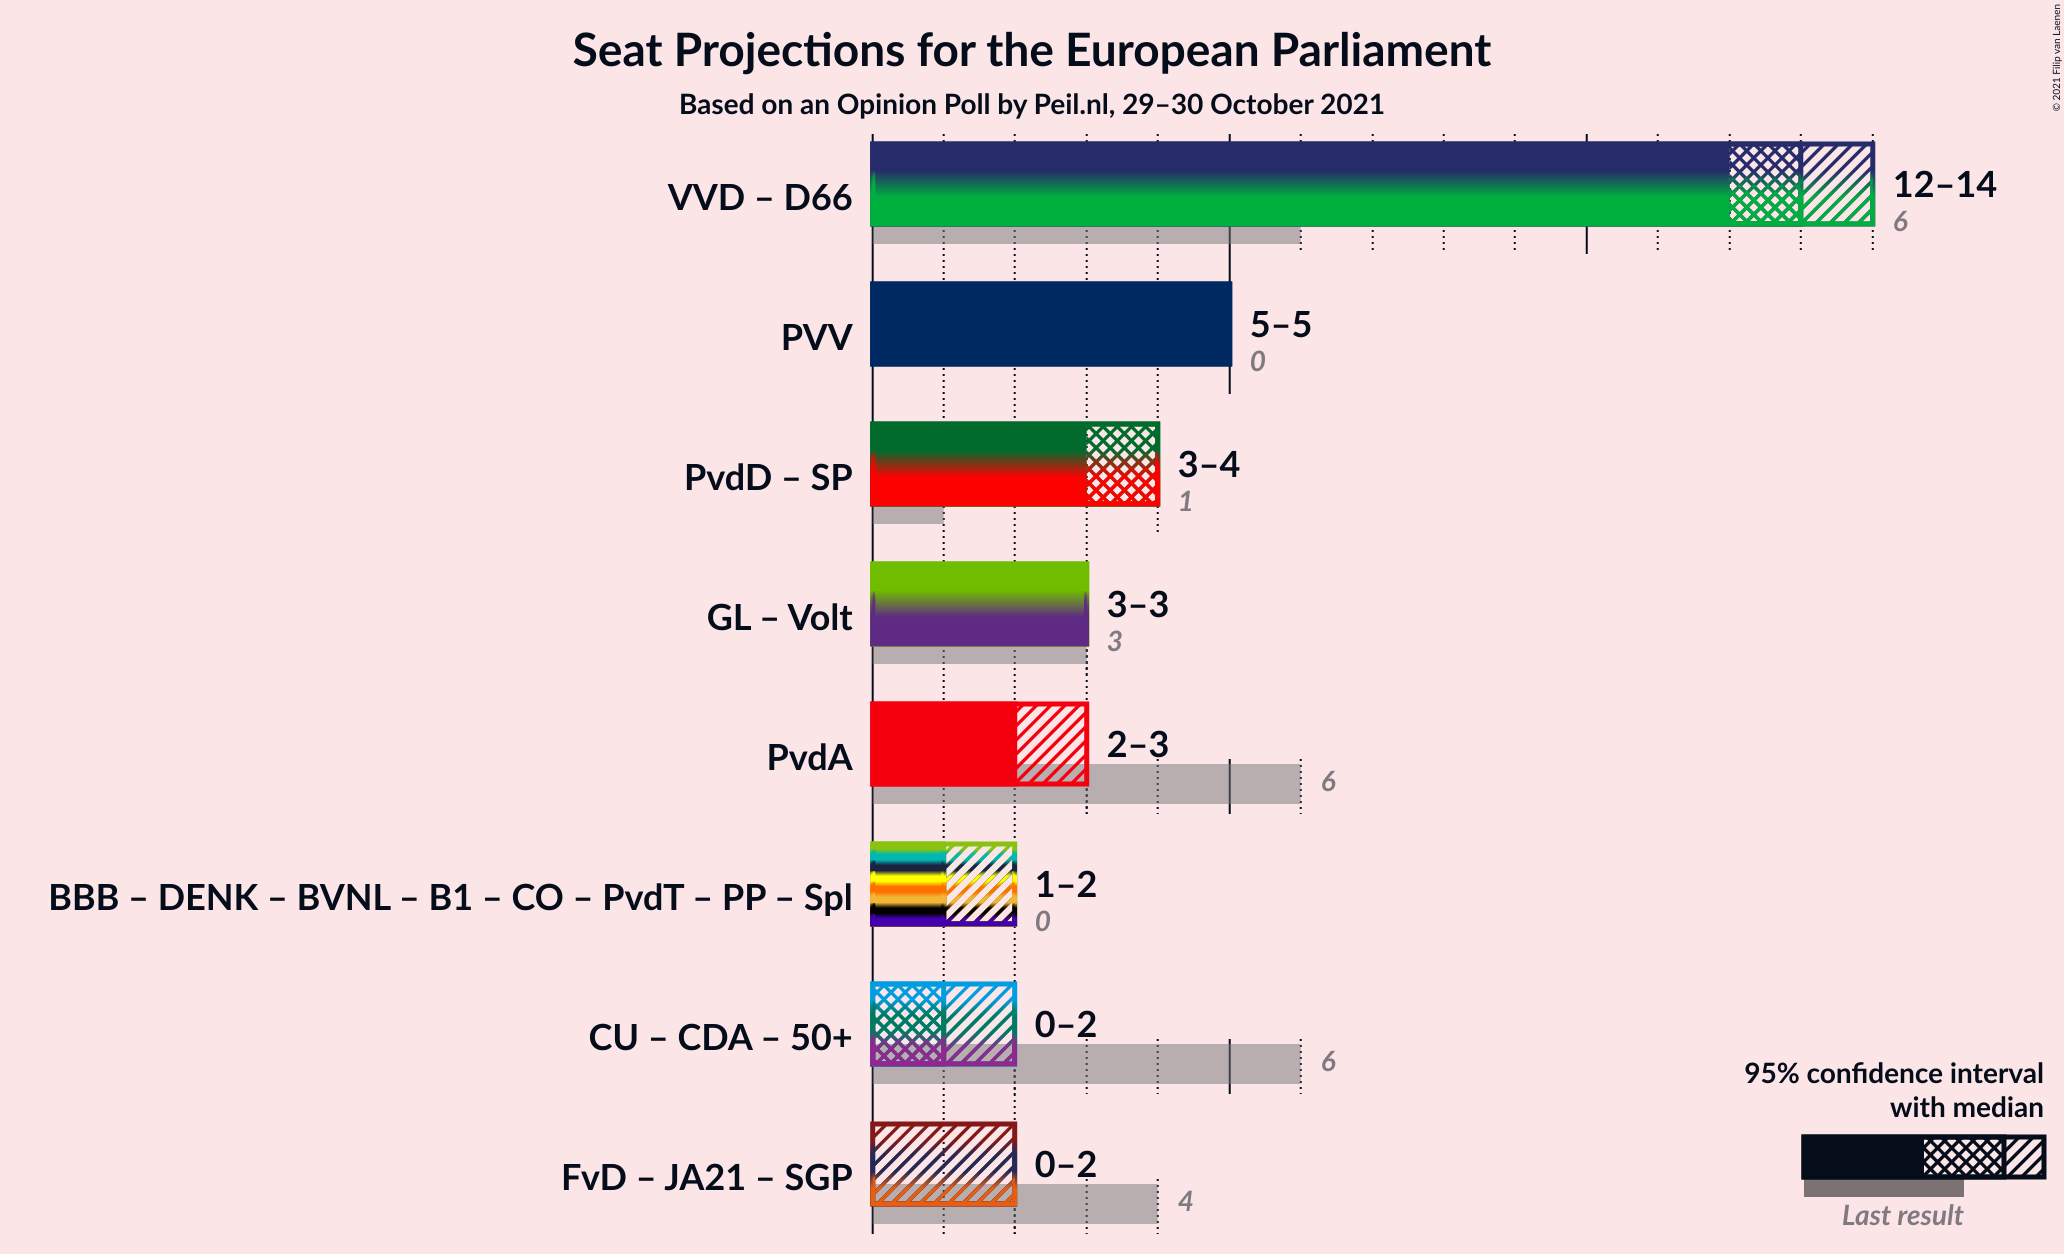 Seat Projections for the European Parliament
Based on an Opinion Poll by Peil.nl, 29–30 October 2021
© 2021 Filip van Laenen
VVD – D66
12–14
6
PVV
5–5
0
PvdD – SP
3–4
1
GL – Volt
3–3
3
PvdA
2–3
6
BBB – DENK – BVNL – B1 – CO – PvdT – PP – Spl
1–2
0
CU – CDA – 50+
0–2
6
FvD – JA21 – SGP
0–2
4
95% confidence interval
with median
Last result